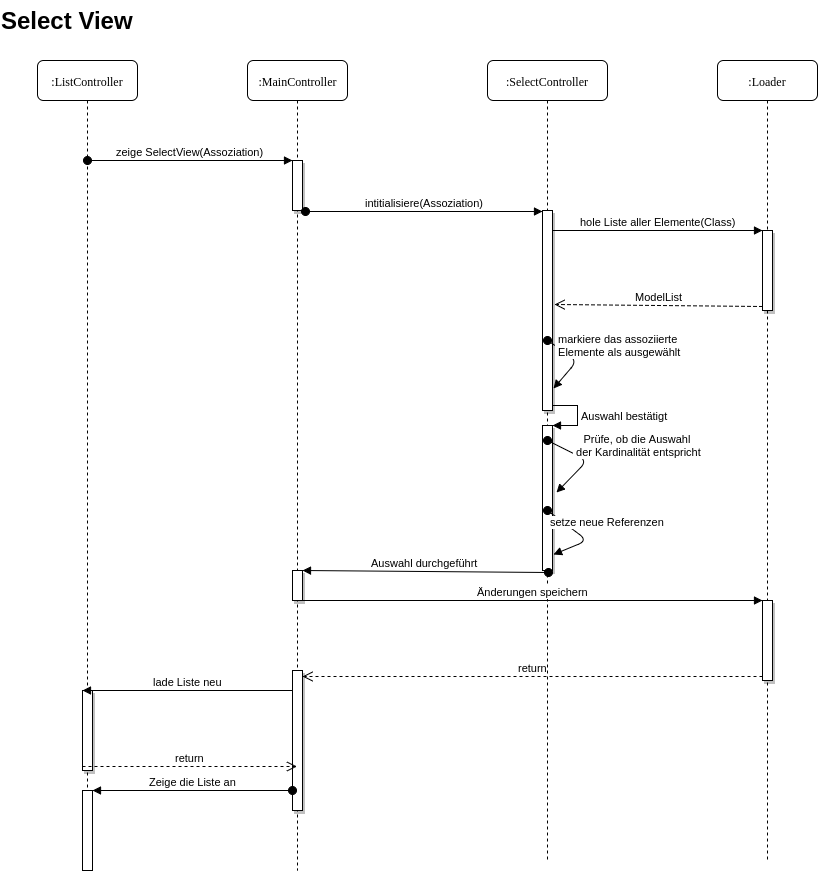 Select View
:ListController
:MainController
:SelectController
:Loader
zeige SelectView(Assoziation)
intitialisiere(Assoziation)
hole Liste aller Elemente(Class)
ModelList
markiere das assoziierte
Elemente als ausgewählt
Auswahl bestätigt
Prüfe, ob die Auswahl
der Kardinalität entspricht
setze neue Referenzen
Auswahl durchgeführt
Änderungen speichern
return
lade Liste neu
return
Zeige die Liste an